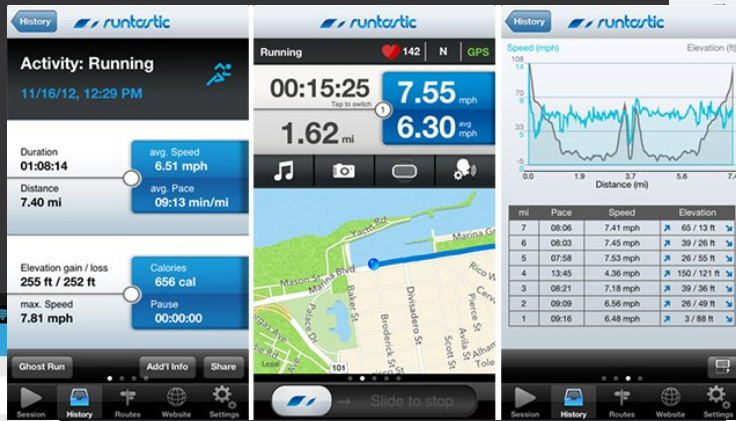 History
runtastic
Activity: Running
11/16/12, 12:29 PM
Duration
01:08:14
avg. Speed
6.51 mph
Distance
7.40 mi
avg. Pace
09:13 min/mi
Elevation gain / loss
255 ft / 252 ft
Calories
656 cal
max. Speed
7.81 mph
Pause
00:00:00
Ghost Run
Add'l Info
Share
Session
History
Routes
Website
Settings
runtastic
Running
142
N
GPS
00:15:25
Tap to switch
7.55 mph
1
1.62 mi
6.30 avg mph
Yacht Rd
Marina
Mason St
Marina Blvd
Rico
Baker St
Palace Dr
Divisadero St
Broderick St
Pierce St
Avila St
Scott St
Legal
101
Slide to stop
History
runtastic
Speed (mph)
Elevation (ft)
108
14
70
9
33
5
-5
0
0.0 1.9 3.7 5.6 7.4
Distance (mi)
mi Pace Speed Elevation
7 08:06 7.41 mph 65 / 13 ft
6 08:03 7.45 mph 39 / 26 ft
5 07:58 7.53 mph 26 / 55 ft
4 13:45 4.36 mph 150 / 121 ft
3 08:21 7.18 mph 39 / 36 ft
2 09:09 6.56 mph 26 / 49 ft
1 09:16 6.48 mph 3 / 88 ft
Session
History
Routes
Website
Settings